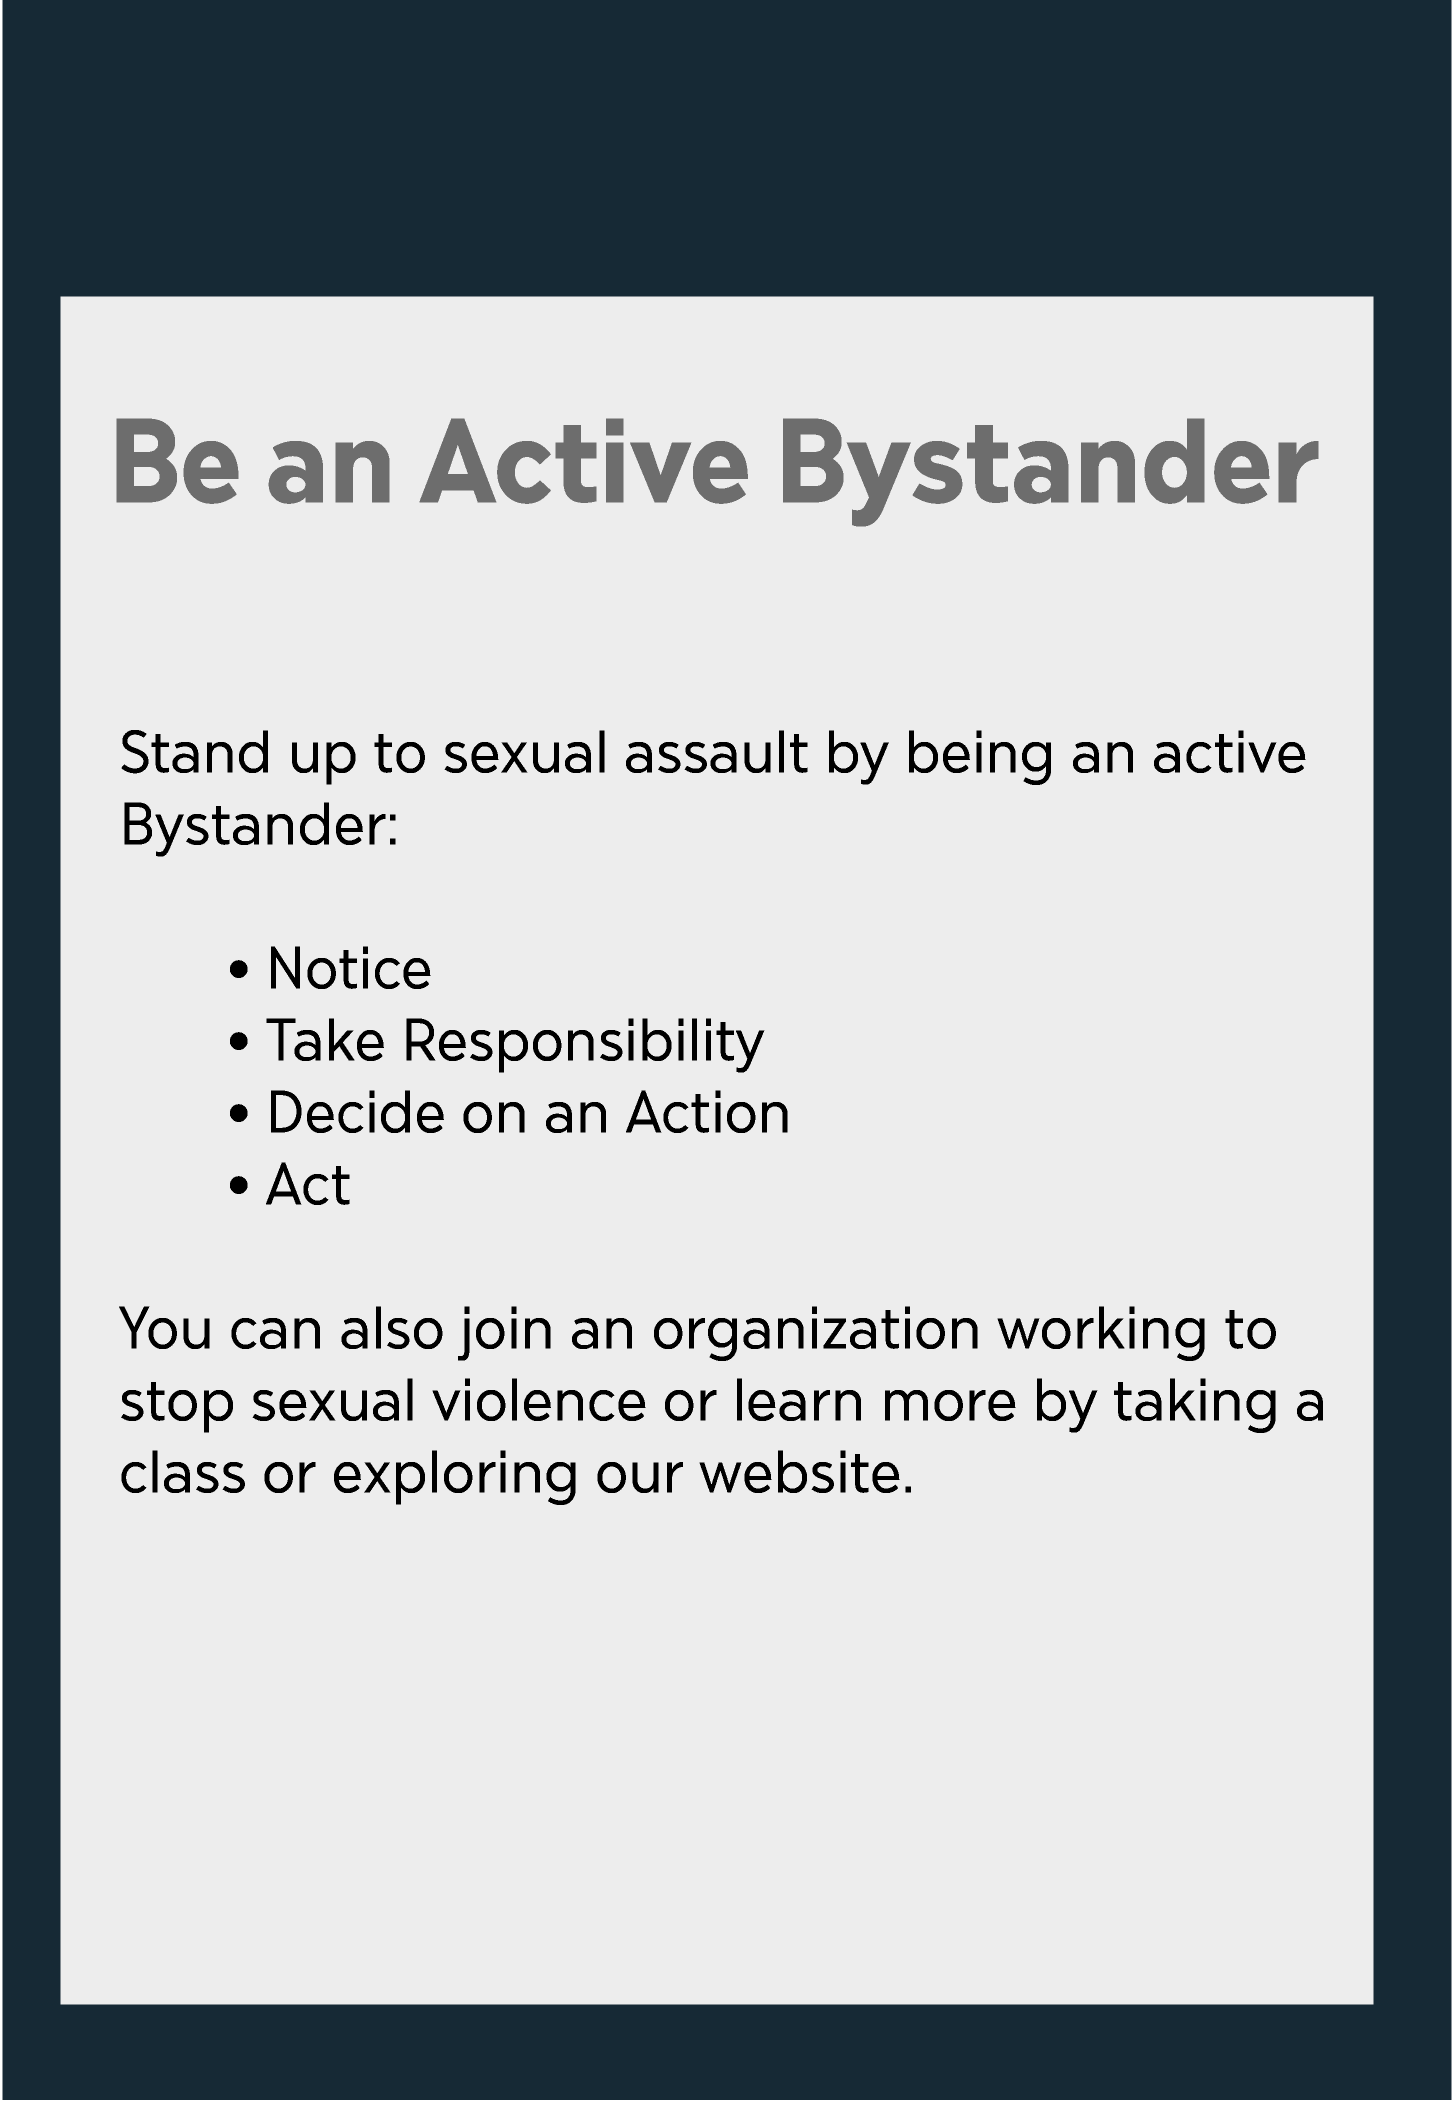 Be an Active Bystander
Stand up to sexual assault by being an active
Bystander:
• Notice
• Take Responsibility
• Decide on an Action
• Act
You can also join an organization working to
stop sexual violence or learn more by taking a
class or exploring our website.